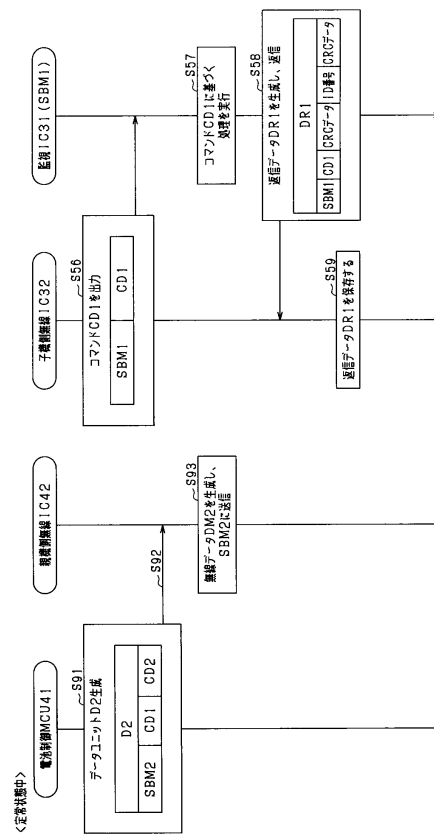 <定常状態中>
電池制御MCU41
親機側無線IC42
子機側無線IC32
監視IC31(SBM1)
S91
データユニットD2生成
D2
SBM2 CD1 CD2
S92
S93
無線データDM2を生成し、
SBM2に送信
S56
コマンドCD1を出力
SBM1 CD1
S57
コマンドCD1に基づく
処理を実行
S58
返信データDR1を生成し、返信
DR1
SBM1 CD1 CRCデータ ID番号 CRCデータ
S59
返信データDR1を保存する